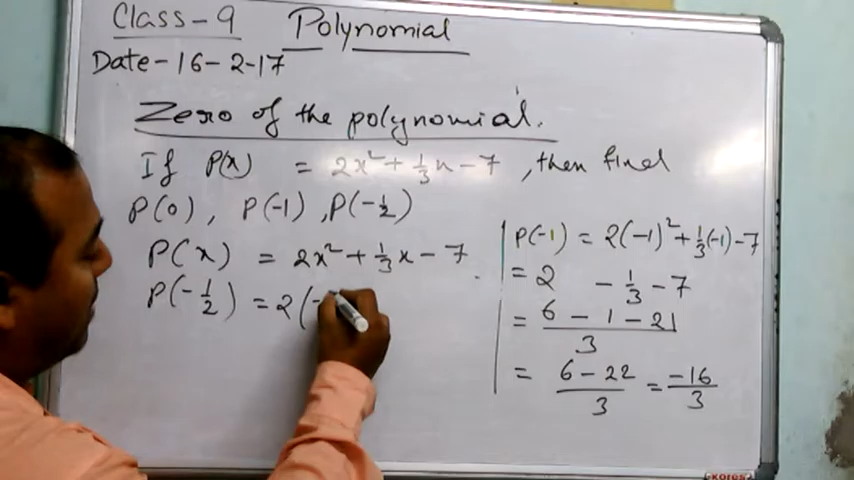 Class-9 Polynomial
Date-16-2-17
Zero of the polynomial.
If P(x) = 2x² + 1/3x - 7, then final
P(0), P(-1), P(-1/2)
P(x) = 2x² + 1/3x - 7
P(-1/2) = 2(-
P(-1) = 2(-1)² + 1/3(-1) - 7
= 2 - 1/3 - 7
= 6 - 1 - 21 / 3
= 6 - 22 / 3 = -16 / 3
KOROS